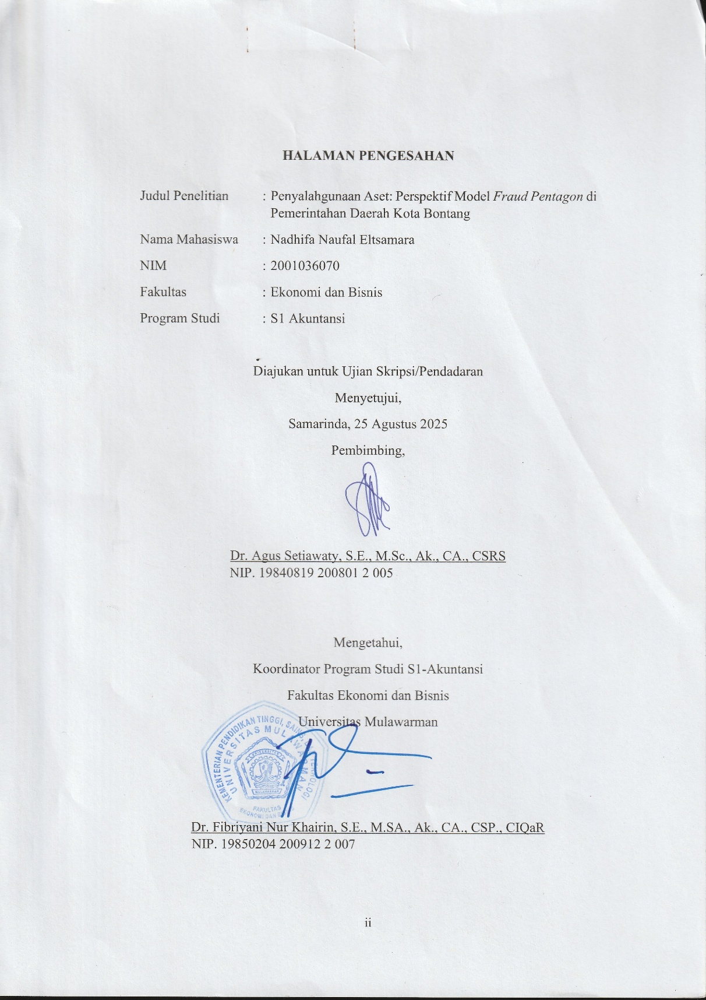 HALAMAN PENGESAHAN
Judul Penelitian : Penyalahgunaan Aset: Perspektif Model Fraud Pentagon di
Pemerintahan Daerah Kota Bontang
Nama Mahasiswa : Nadhifa Naufal Eltsamara
NIM : 2001036070
Fakultas : Ekonomi dan Bisnis
Program Studi : S1 Akuntansi
Diajukan untuk Ujian Skripsi/Pendadaran
Menyetujui,
Samarinda, 25 Agustus 2025
Pembimbing,
Dr. Agus Setiawaty, S.E., M.Sc., Ak., CA., CSRS
NIP. 19840819 200801 2 005
Mengetahui,
Koordinator Program Studi S1-Akuntansi
Fakultas Ekonomi dan Bisnis
Universitas Mulawarman
KEMENTERIAN PENDIDIKAN TINGGI, SAINS, TEKNOLOGI
UNIVERSITAS MULAWARMAN
FAKULTAS
EKONOMI DAN
Dr. Fibriyani Nur Khairin, S.E., M.SA., Ak., CA., CSP., CIQaR
NIP. 19850204 200912 2 007
ii